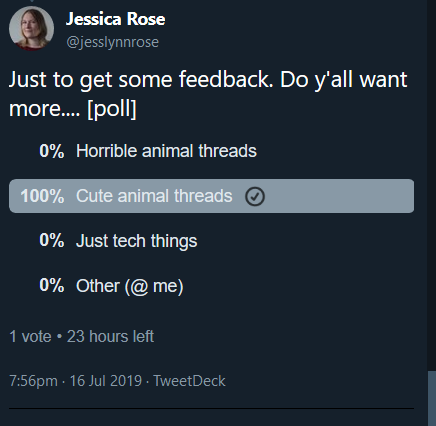 Jessica Rose
@jesslynnrose
Just to get some feedback. Do y'all want
more.... [poll]
0% Horrible animal threads
100% Cute animal threads
0% Just tech things
0% Other (@ me)
1 vote • 23 hours left
7:56pm · 16 Jul 2019 · TweetDeck